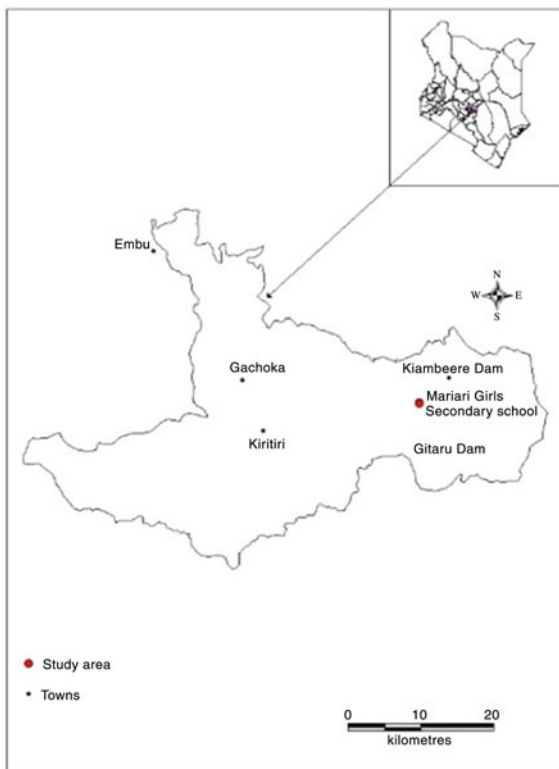 Embu
N
W E
S
Gachoka
Kiambeere Dam
Mariari Girls
Secondary school
Kiritiri
Gitaru Dam
Study area
Towns
0 10 20
kilometres